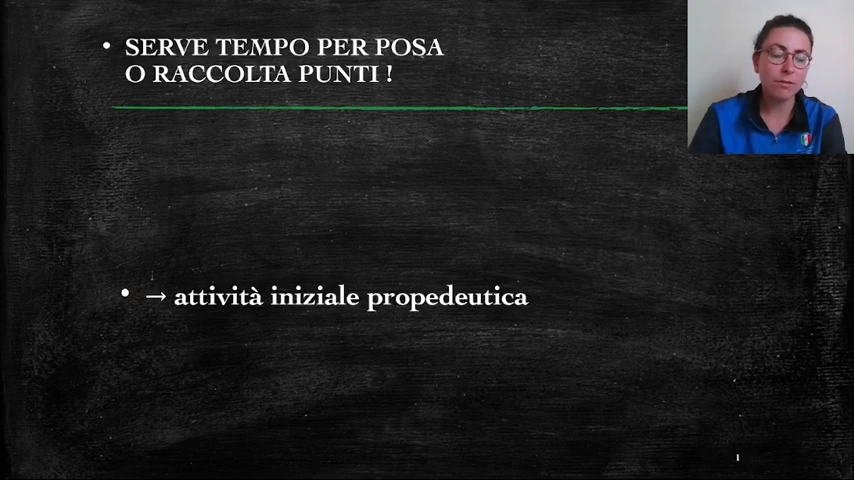 • SERVE TEMPO PER POSA
O RACCOLTA PUNTI !
• → attività iniziale propedeutica
1